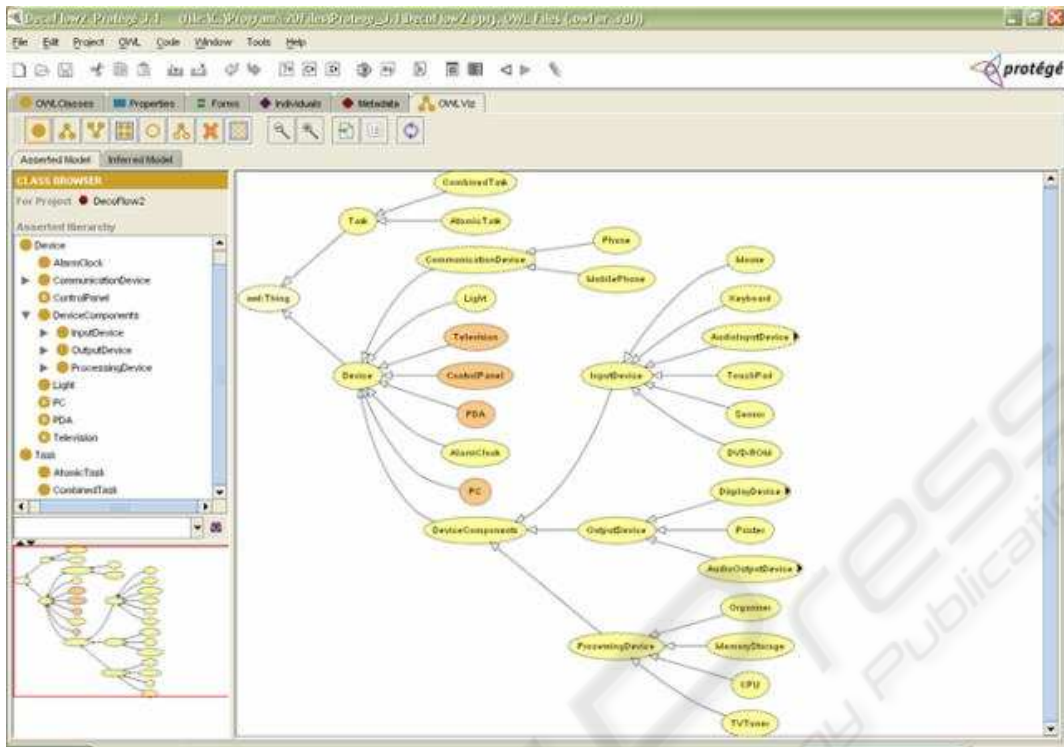 DecoFlow2 Protégé 3.1
File Edit Project OWL Code Window Tools Help
protégé
OWLClasses Properties Forms Individuals Metadata OWLViz
Asserted Model Inferred Model
CLASS BROWSER
For Project: DecoFlow2
Asserted Hierarchy
Device
AlarmClock
CommunicationDevice
ControlPanel
DeviceComponents
InputDevice
OutputDevice
ProcessingDevice
Light
PC
PDA
Television
Task
AtomicTask
CombinedTask
CombinedTask
Task
AtomicTask
Phone
CommunicationDevice
Mouse
MobilePhone
owl:Thing
Light
Keyboard
Television
AudioInputDevice
Device
ControlPanel
InputDevice
TouchPad
PDA
Sensor
AlarmClock
DVD-ROM
PC
DisplayDevice
DeviceComponents
OutputDevice
Printer
AudioOutputDevice
Organiser
ProcessingDevice
MemoryStorage
CPU
TVTuner